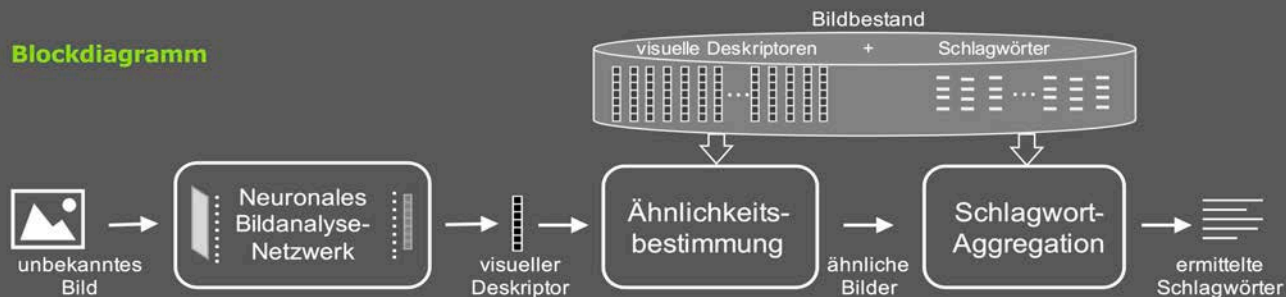 Bildbestand
visuelle Deskriptoren + Schlagwörter
Blockdiagramm
Neuronales
Bildanalyse-
Netzwerk
Ähnlichkeits-
bestimmung
Schlagwort-
Aggregation
unbekanntes
Bild
visueller
Deskriptor
ähnliche
Bilder
ermittelte
Schlagwörter